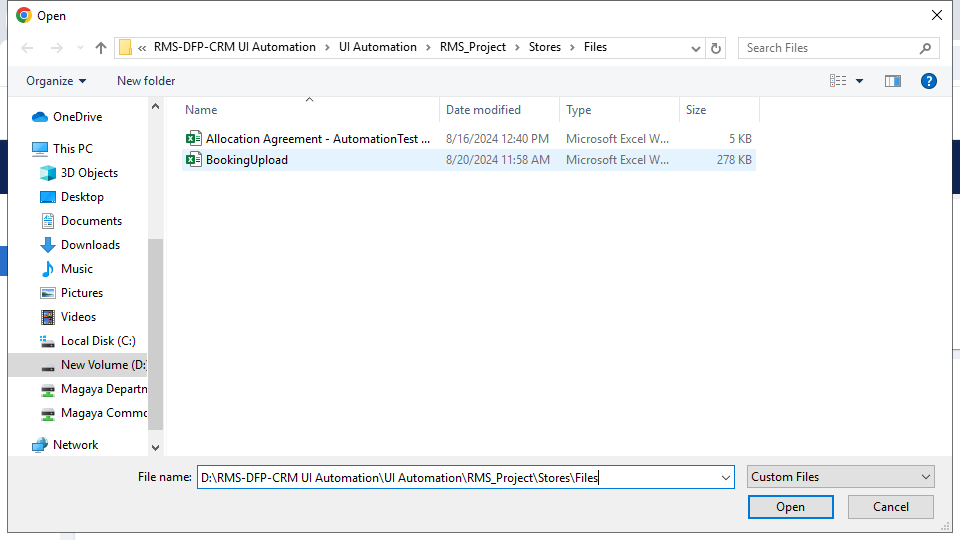 Open
« RMS-DFP-CRM UI Automation > UI Automation > RMS_Project > Stores > Files
Search Files
Organize
New folder
Name Date modified Type Size
Allocation Agreement - AutomationTest ... 8/16/2024 12:40 PM Microsoft Excel W... 5 KB
BookingUpload 8/20/2024 11:58 AM Microsoft Excel W... 278 KB
OneDrive
This PC
3D Objects
Desktop
Documents
Downloads
Music
Pictures
Videos
Local Disk (C:)
New Volume (D:
Magaya Departn
Magaya Commo
Network
File name: D:\RMS-DFP-CRM UI Automation\UI Automation\RMS_Project\Stores\Files
Custom Files
Open
Cancel